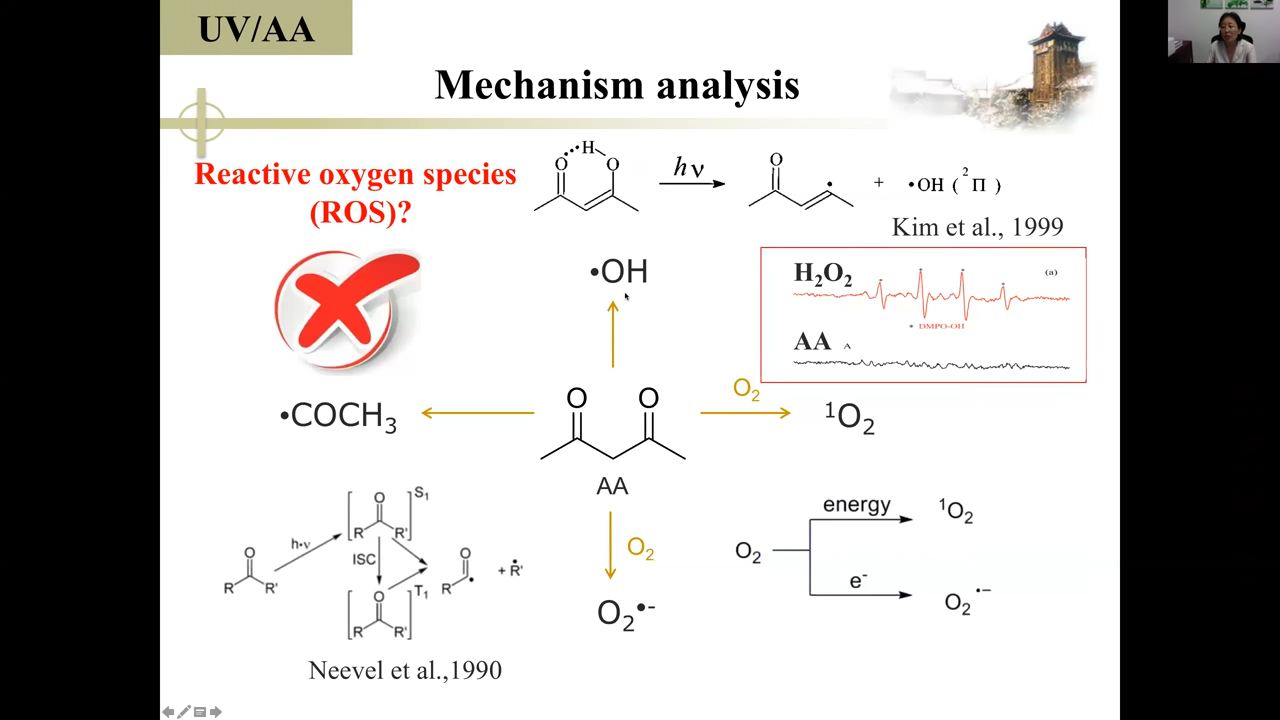 UV/AA
Mechanism analysis
Reactive oxygen species
(ROS)?
O H O
hν
O
+ •OH ( ²Π )
Kim et al., 1999
•OH
H₂O₂
(a)
* DMPO-OH
AA A
•COCH₃
O O
AA
O₂
¹O₂
O₂
O₂•-
O
R R'
h•ν
O
R R'
S₁
ISC
O
R R'
T₁
O
R•
+ Ṙ'
Neevel et al.,1990
O₂
energy
¹O₂
e⁻
O₂•−